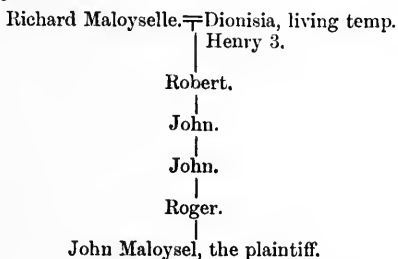 Richard Maloyselle.╤Dionisia, living temp.
Henry 3.
Robert.
John.
John.
Roger.
John Maloysel, the plaintiff.